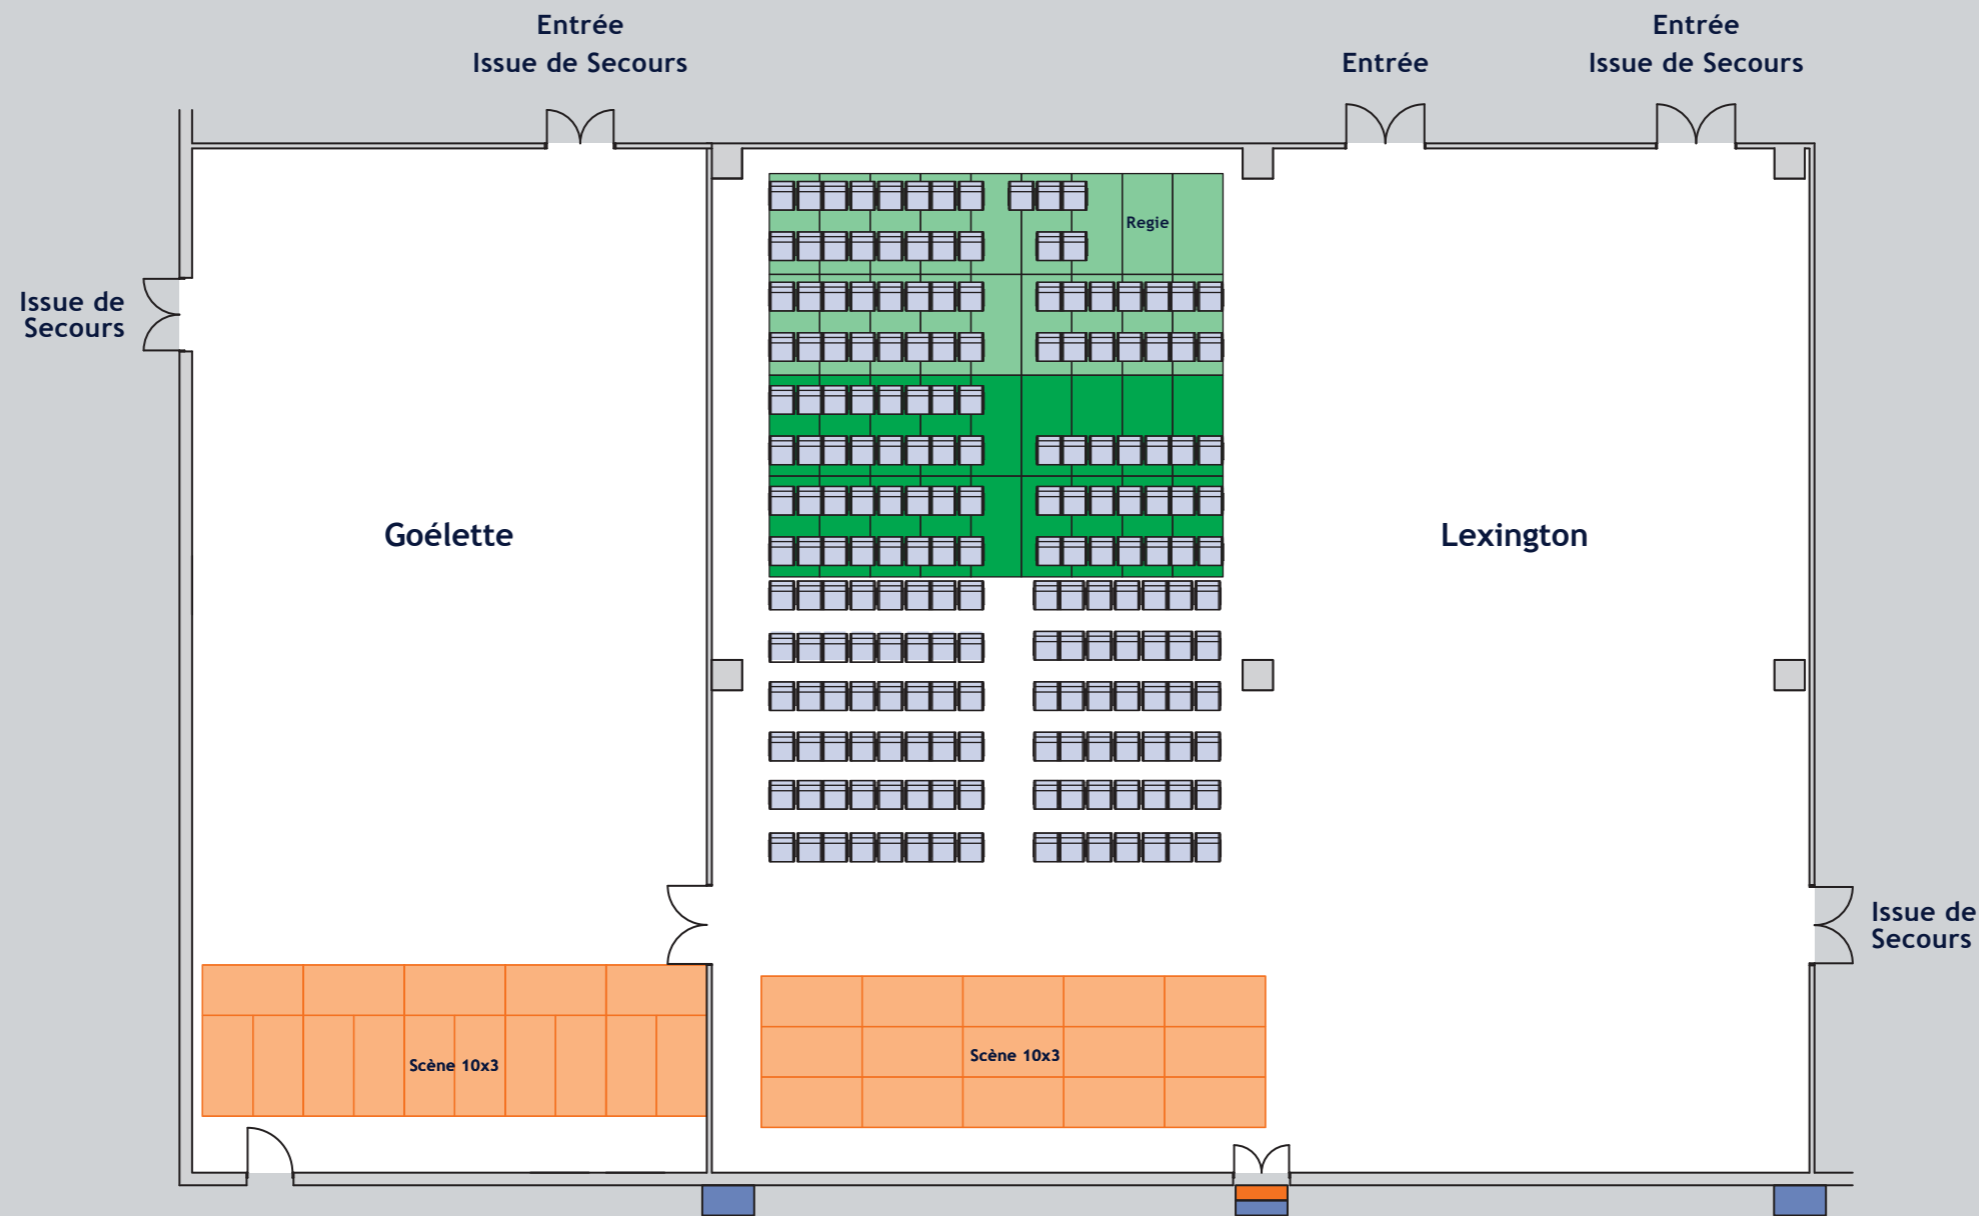 Entrée
Issue de Secours
Entrée
Entrée
Issue de Secours
Regie
Issue de
Secours
Goélette
Lexington
Issue de
Secours
Scène 10x3
Scène 10x3